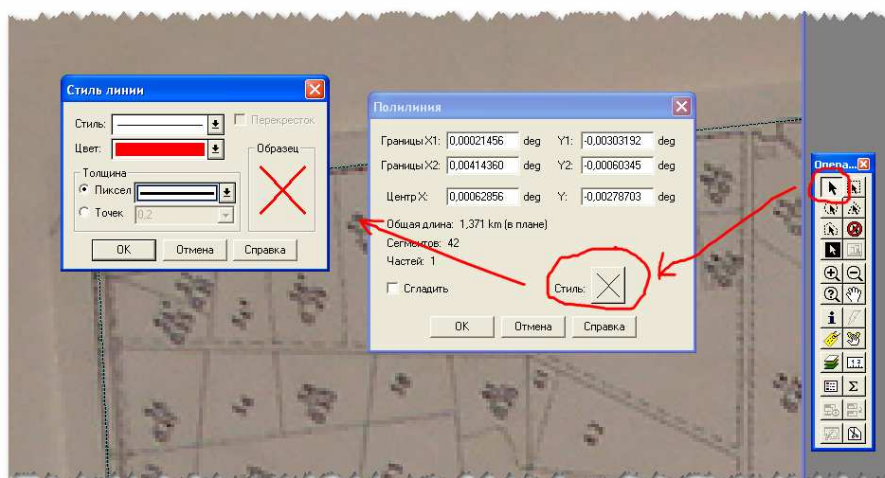 Стиль линии
Стиль:
Перекресток
Цвет:
Образец
Толщина
Пиксел
Точек 0.2
OK Отмена Справка
Полилиния
Границы X1: 0,00021456 deg Y1: -0,00303192 deg
Границы X2: 0,00414360 deg Y2: -0,00060345 deg
Центр X: 0,00062856 deg Y: -0,00278703 deg
Общая длина: 1,371 km (в плане)
Сегментов: 42
Частей: 1
Сгладить Стиль:
OK Отмена Справка
Опера...